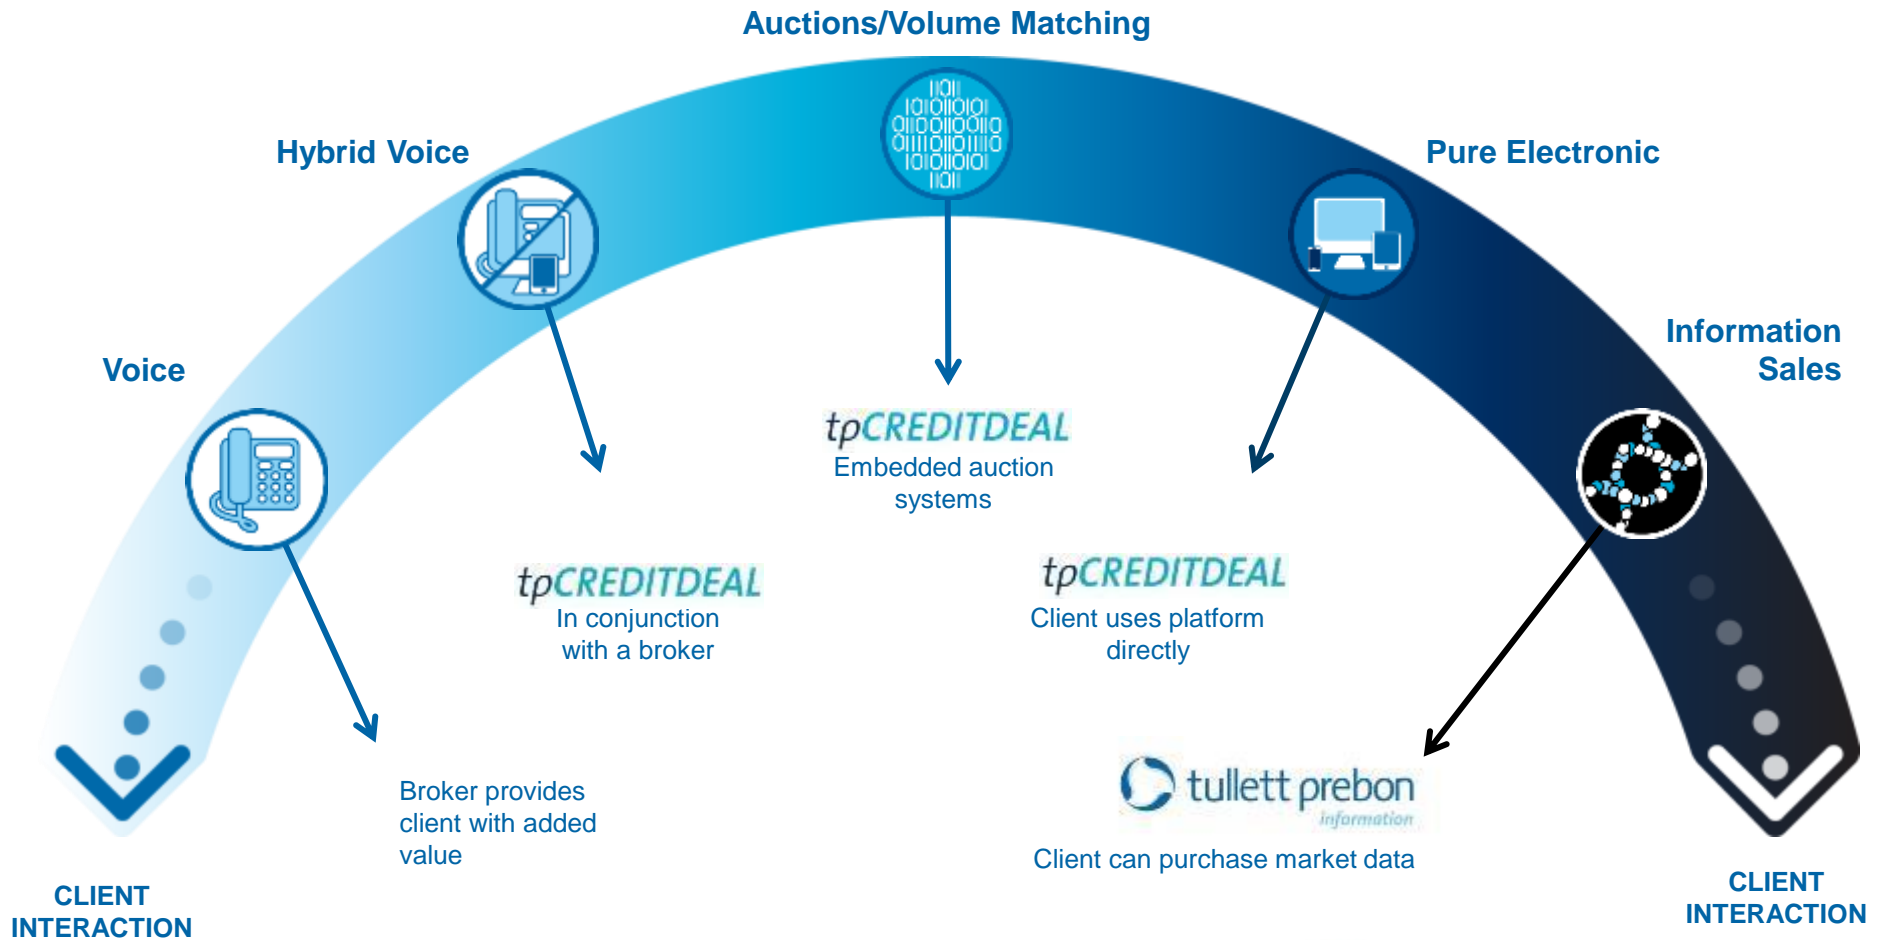 Auctions/Volume Matching
Hybrid Voice
Pure Electronic
Voice
Information
Sales
tpCREDITDEAL
Embedded auction
systems
tpCREDITDEAL
In conjunction
with a broker
tpCREDITDEAL
Client uses platform
directly
Broker provides
client with added
value
tullett prebon
information
Client can purchase market data
CLIENT
INTERACTION
CLIENT
INTERACTION